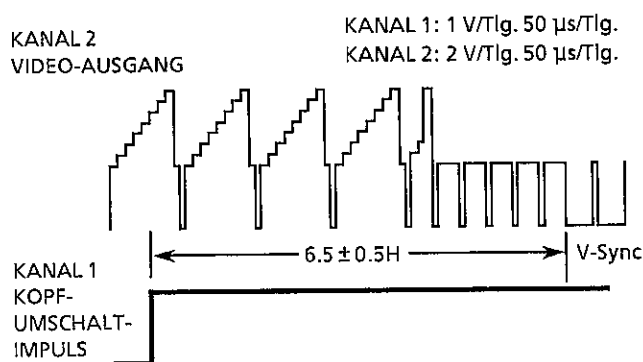 KANAL 2
VIDEO-AUSGANG
KANAL 1: 1 V/Tlg. 50 µs/Tlg.
KANAL 2: 2 V/Tlg. 50 µs/Tlg.
6.5 ± 0.5H
V-Sync
KANAL 1
KOPF-
UMSCHALT-
IMPULS